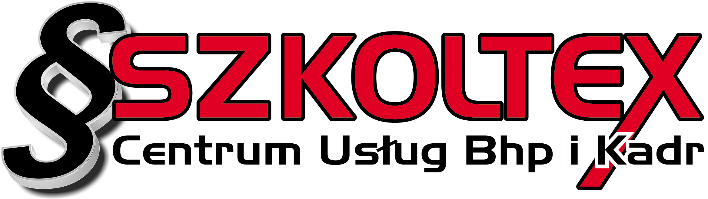 § SZKOLTEX
Centrum Usług Bhp i Kadr